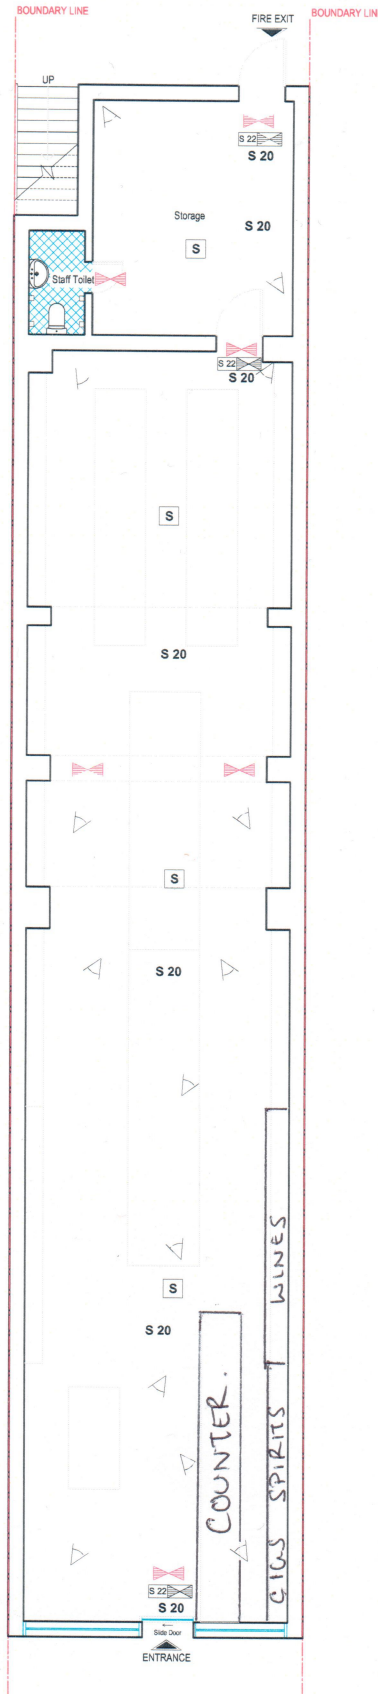 BOUNDARY LINE
BOUNDARY LIN
FIRE EXIT
UP
S 22
S 20
Storage
S 20
S
Staff Toilet
S 22
S 20
S
S 20
S
S 20
WINES
S
S 20
COUNTER.
CIGS SPIRITS
S 22
S 20
Slide Door
ENTRANCE